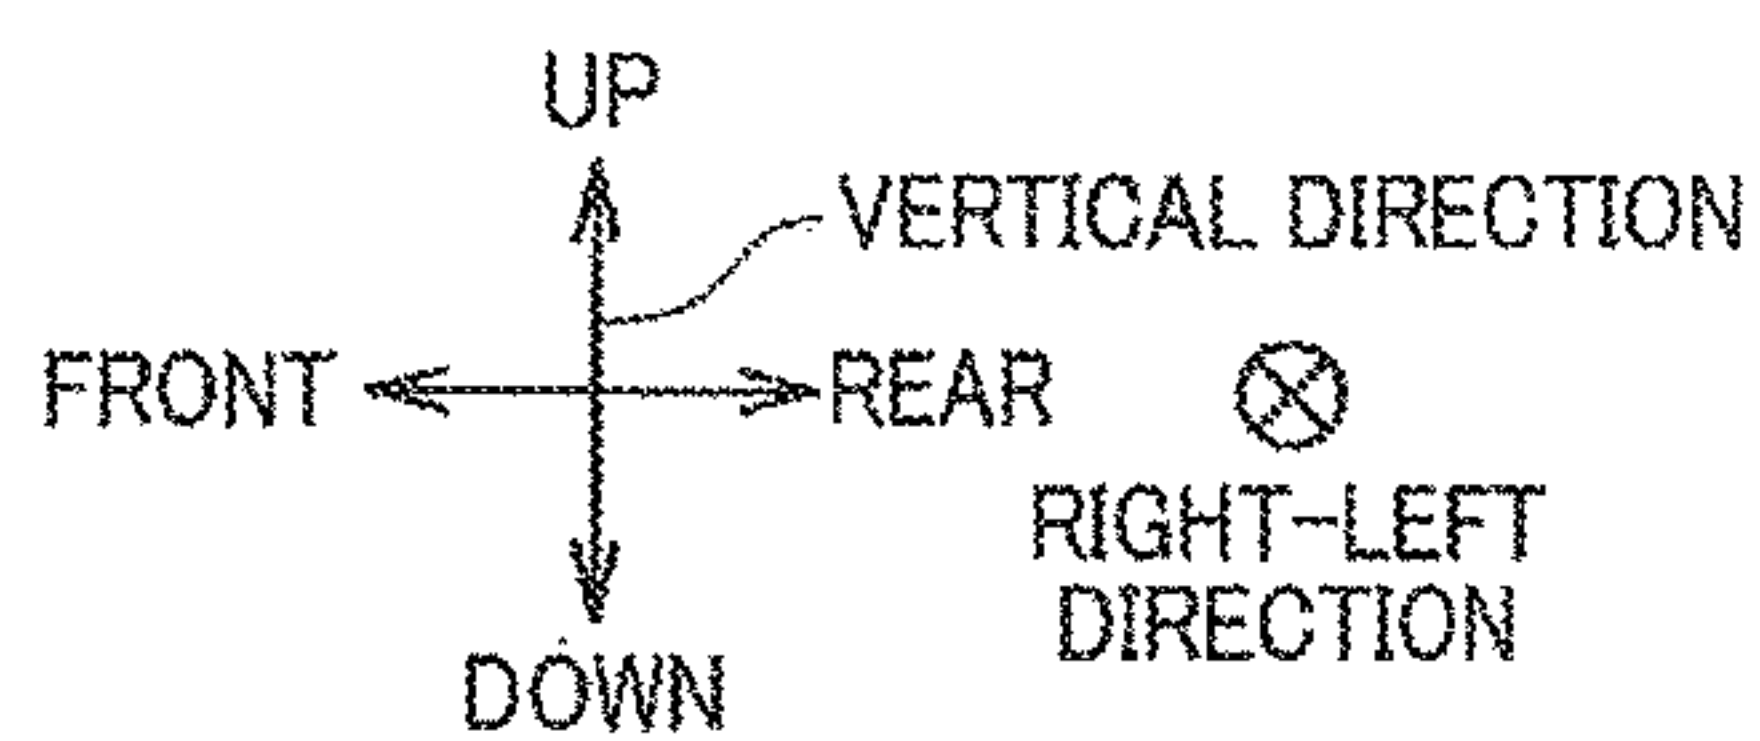 UP
VERTICAL DIRECTION
FRONT
REAR
RIGHT-LEFT
DIRECTION
DOWN